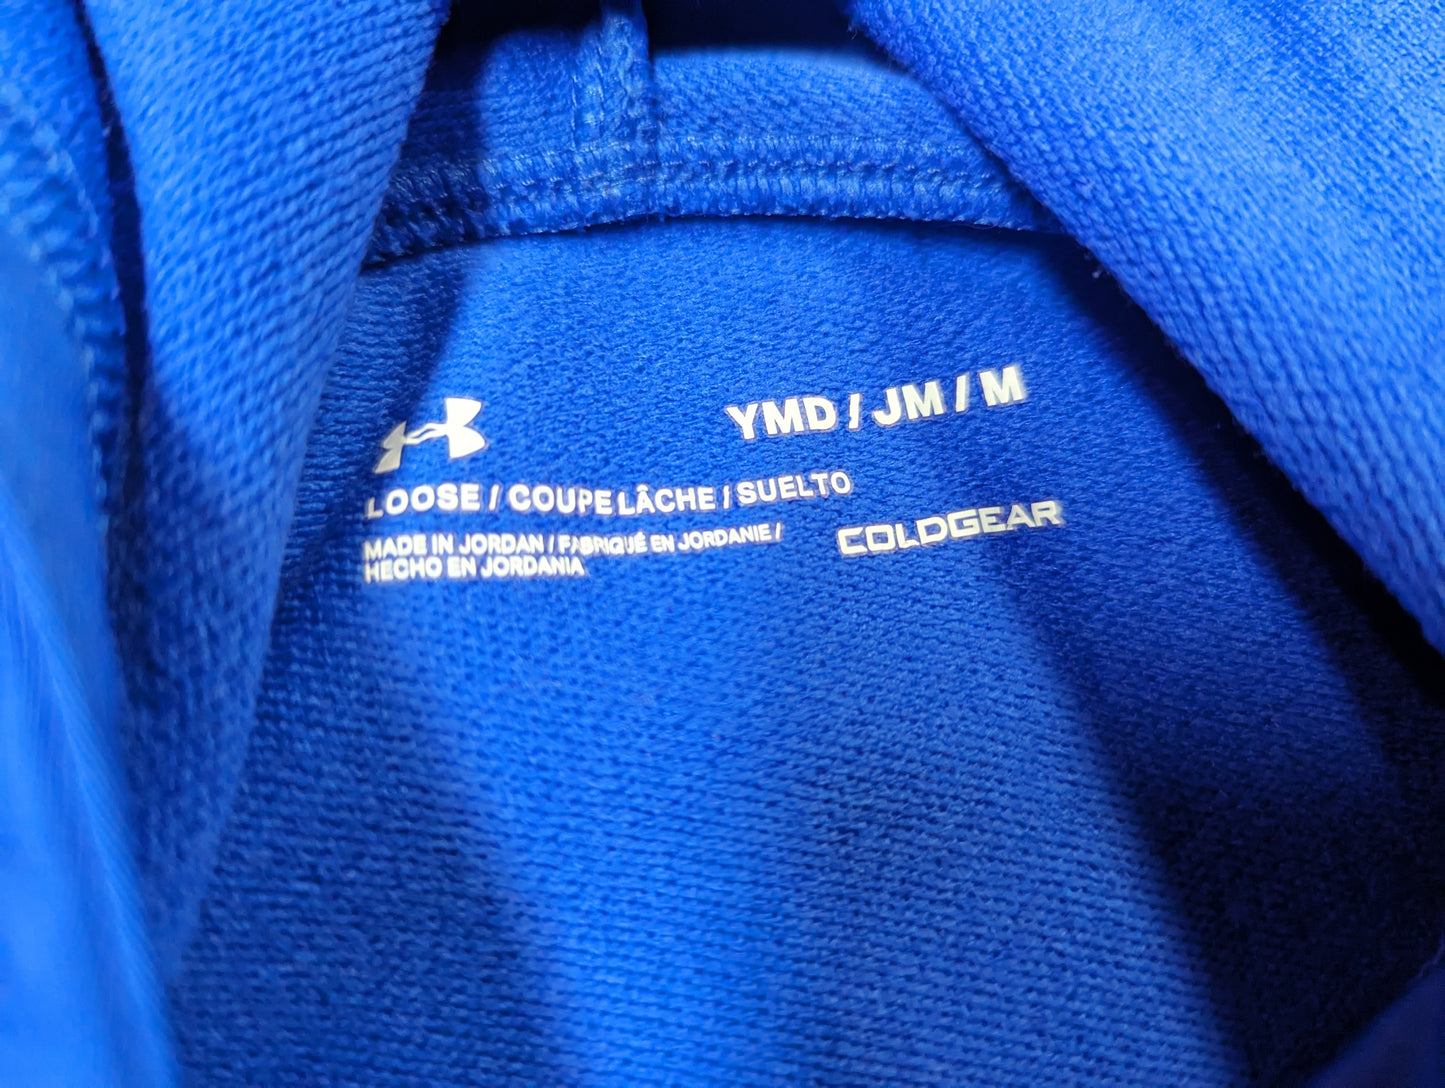 YMD / JM / M
LOOSE / COUPE LÂCHE / SUELTO
MADE IN JORDAN / FABRIQUÉ EN JORDANIE /
HECHO EN JORDANIA
COLDGEAR